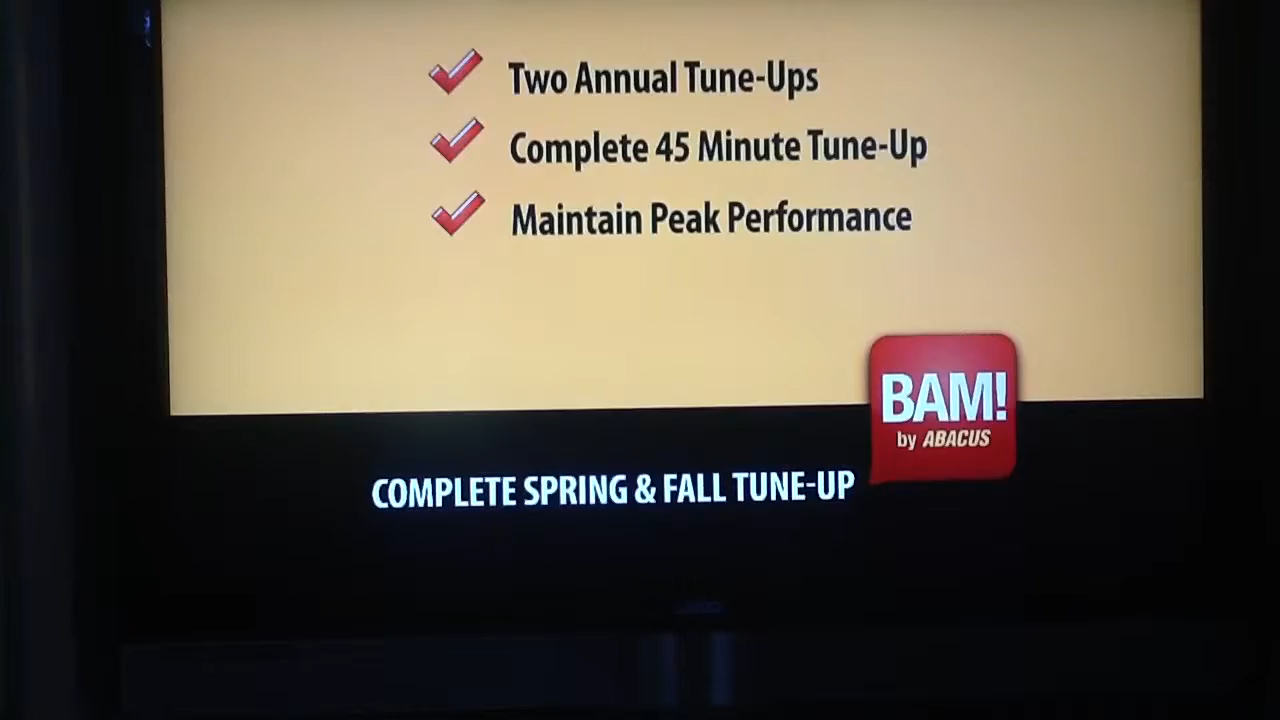 Two Annual Tune-Ups
Complete 45 Minute Tune-Up
Maintain Peak Performance
BAM!
by ABACUS
COMPLETE SPRING & FALL TUNE-UP